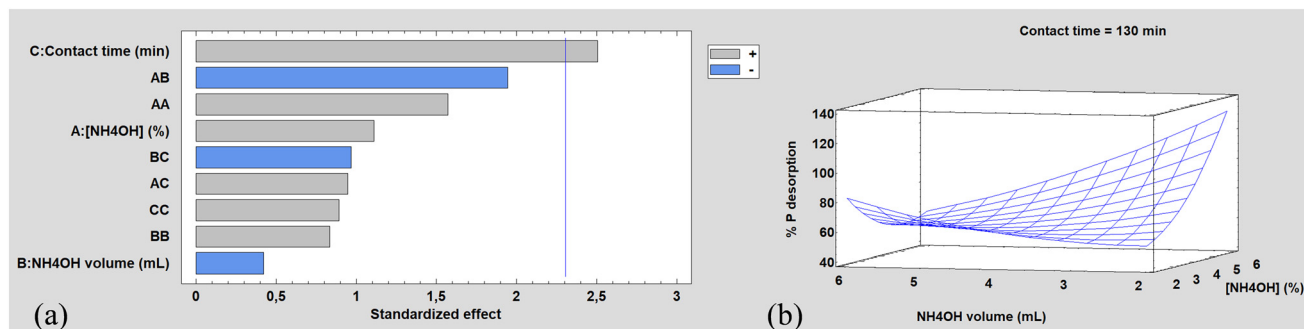 C:Contact time (min)
AB
AA
A:[NH4OH] (%)
BC
AC
CC
BB
B:NH4OH volume (mL)
0 0,5 1 1,5 2 2,5 3
Standardized effect
+
-
(a)
Contact time = 130 min
140
120
100
80
60
40
% P desorption
6 5 4 3 2
NH4OH volume (mL)
2 3 4 5 6
[NH4OH] (%)
(b)